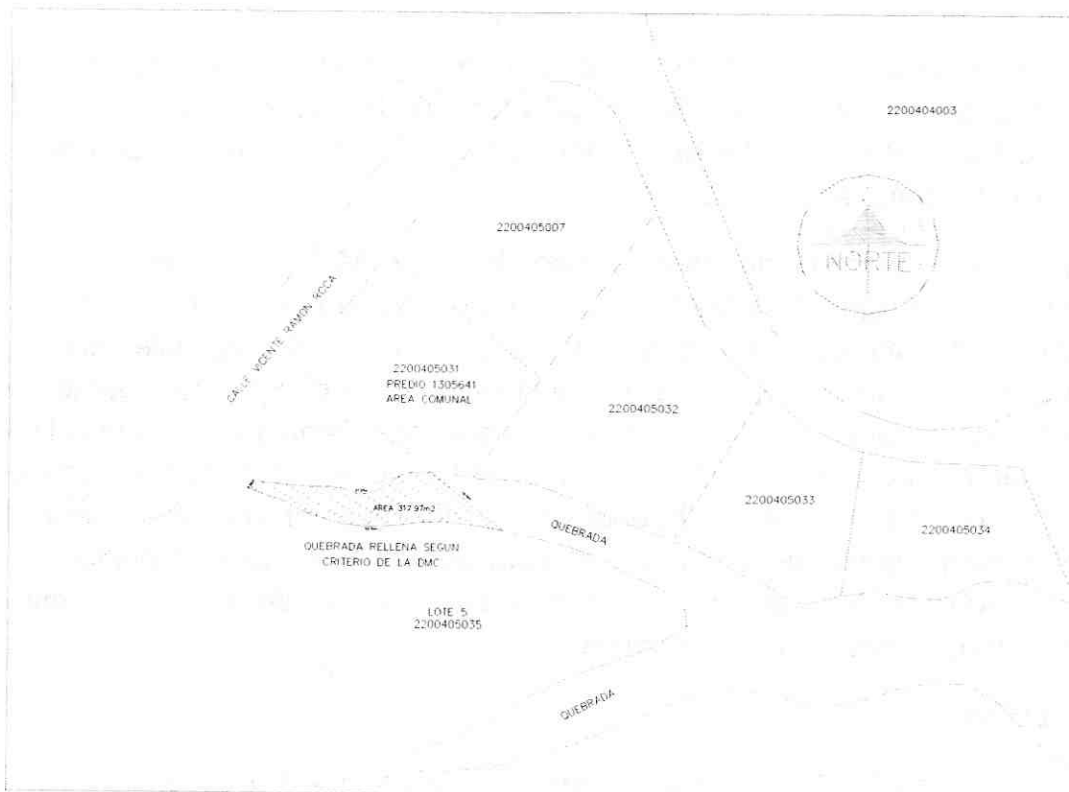 2200404003
2200405007
NORTE
CALLE VICENTE RAMON ROCA
2200405031
PREDIO 1305641
AREA COMUNAL
2200405032
2200405033
2200405034
AREA 312.97m2
QUEBRADA
QUEBRADA RELLENA SEGUN
CRITERIO DE LA DMC
LOTE 5
2200405035
QUEBRADA